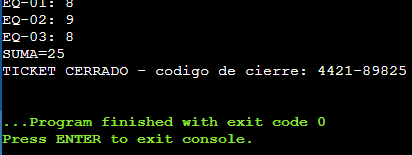 EQ-01: 8
EQ-02: 9
EQ-03: 8
SUMA=25
TICKET CERRADO - codigo de cierre: 4421-89825
...Program finished with exit code 0
Press ENTER to exit console.